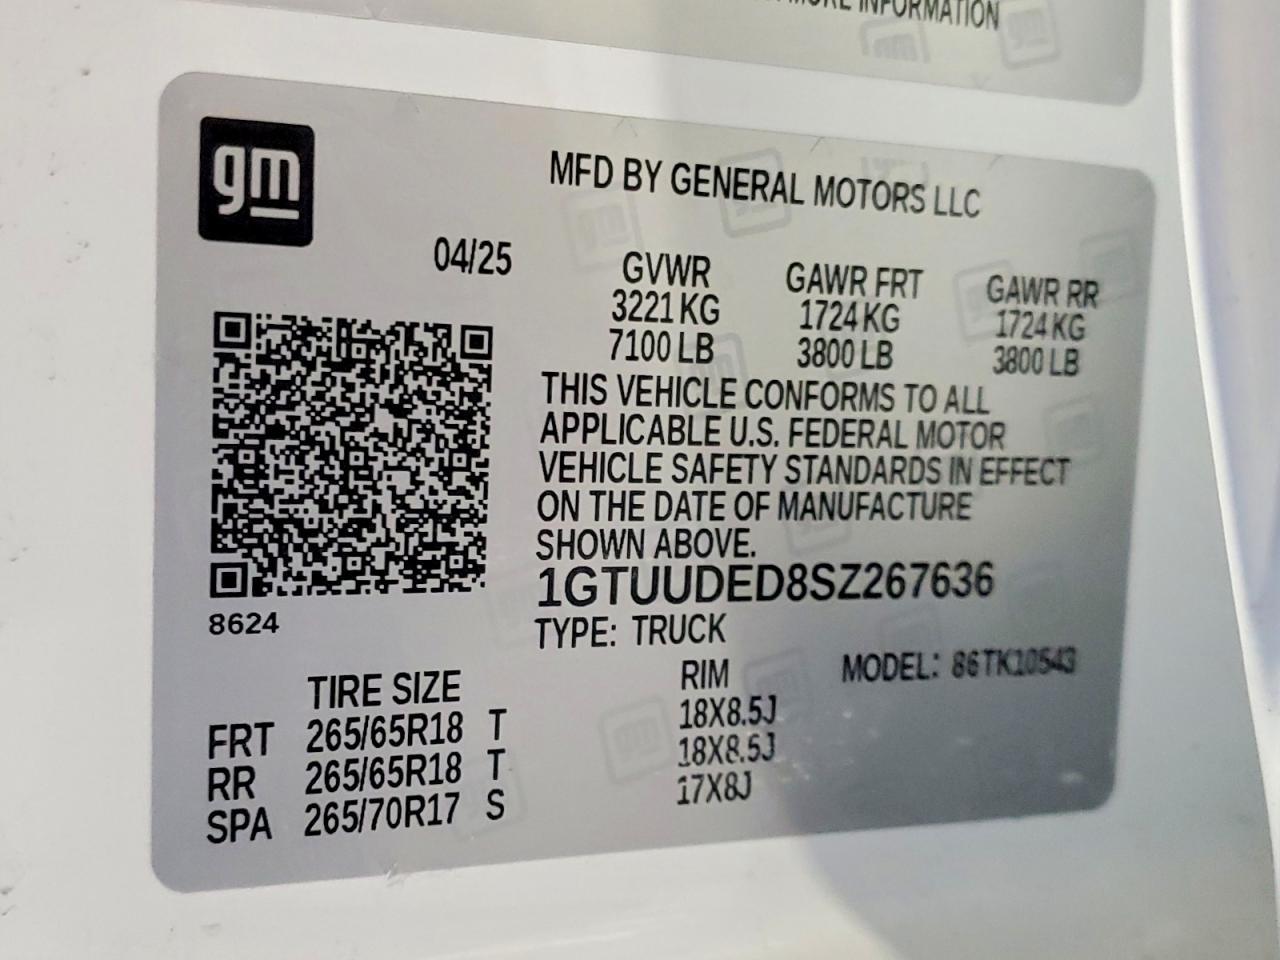 MORE INFORMATION
gm
MFD BY GENERAL MOTORS LLC
04/25
GVWR GAWR FRT GAWR RR
3221 KG 1724 KG 1724 KG
7100 LB 3800 LB 3800 LB
THIS VEHICLE CONFORMS TO ALL
APPLICABLE U.S. FEDERAL MOTOR
VEHICLE SAFETY STANDARDS IN EFFECT
ON THE DATE OF MANUFACTURE
SHOWN ABOVE.
1GTUUDED8SZ267636
8624
TYPE: TRUCK
MODEL: 86TK10543
TIRE SIZE RIM
FRT 265/65R18 T 18X8.5J
RR 265/65R18 T 18X8.5J
SPA 265/70R17 S 17X8J